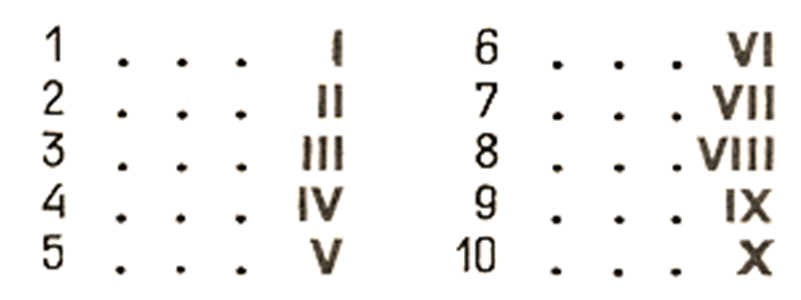 1 . . . I
2 . . . II
3 . . . III
4 . . . IV
5 . . . V
6 . . . VI
7 . . . VII
8 . . . VIII
9 . . . IX
10 . . . X